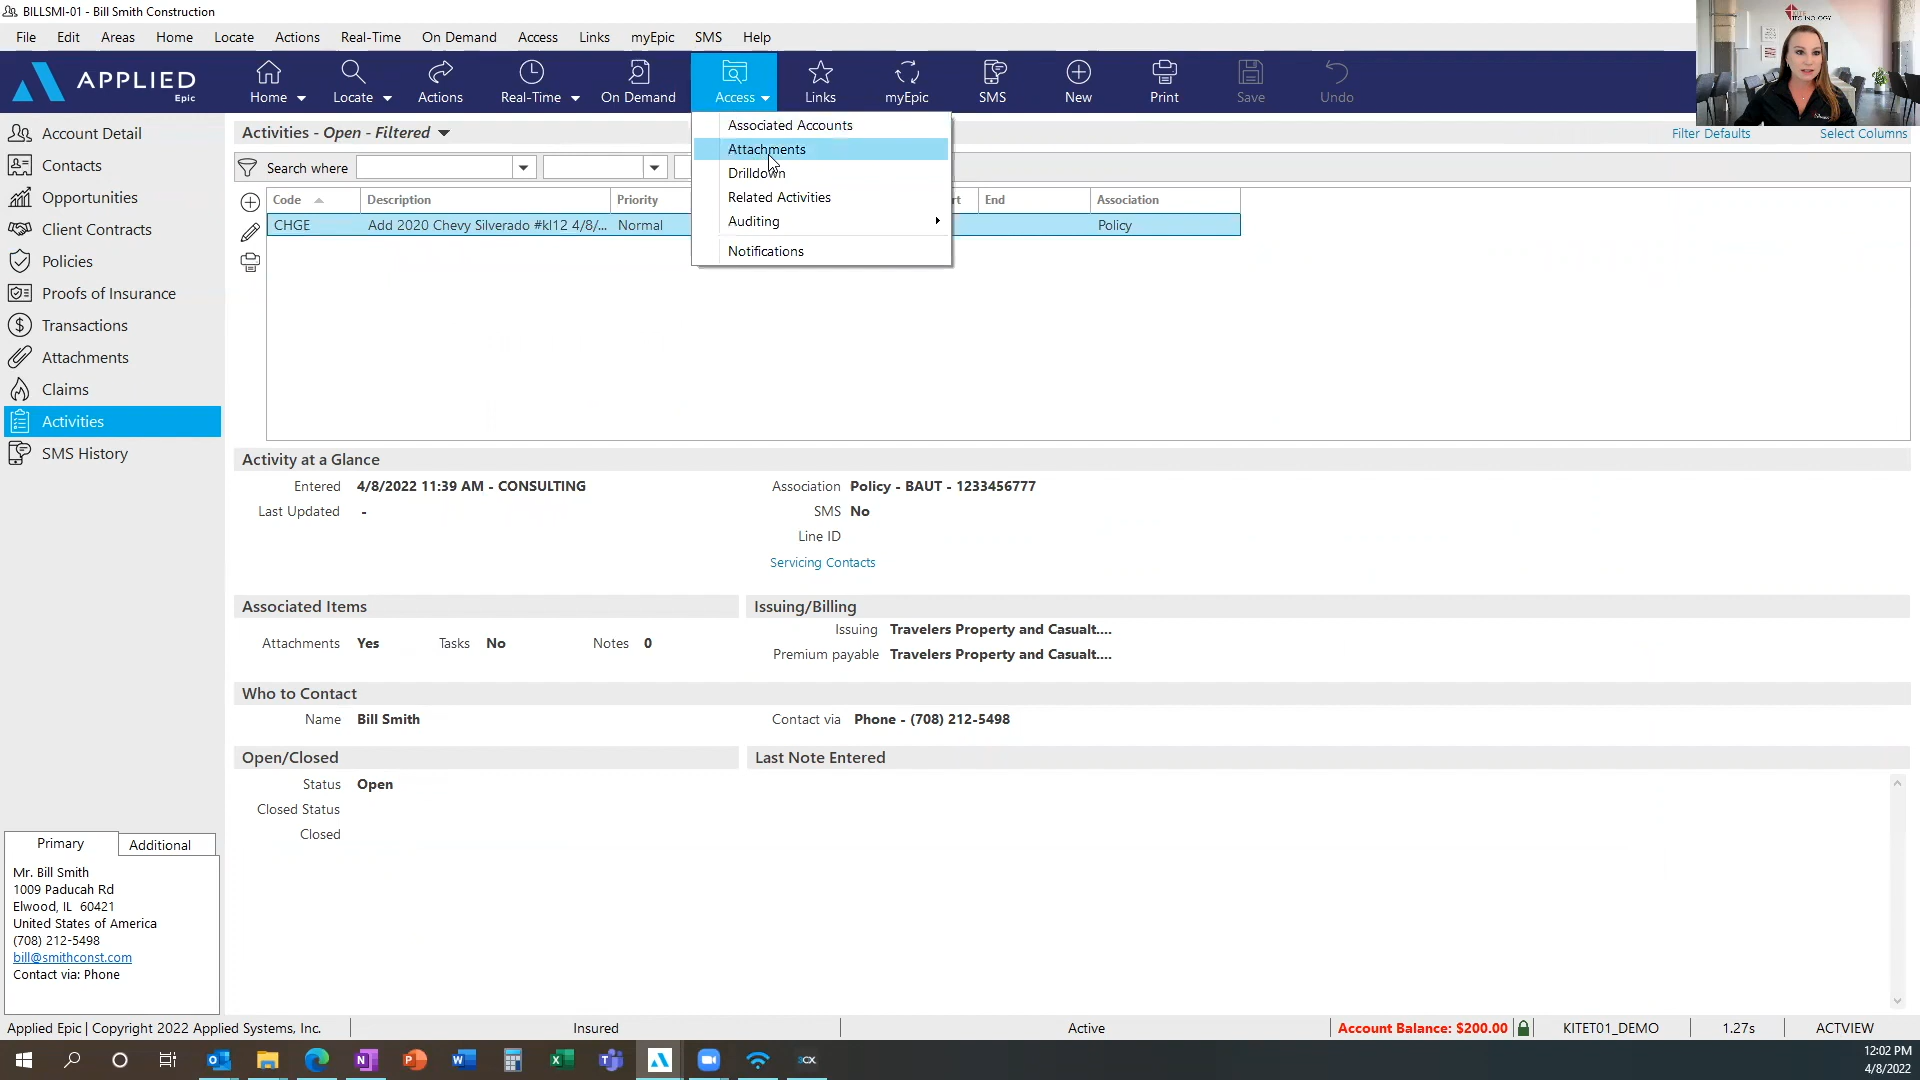 BILLSMI-01 - Bill Smith Construction
File Edit Areas Home Locate Actions Real-Time On Demand Access Links myEpic SMS Help
APPLIED
Epic
Home Locate Actions Real-Time On Demand Access Links myEpic SMS New Print Save Undo
Account Detail
Contacts
Opportunities
Client Contracts
Policies
Proofs of Insurance
Transactions
Attachments
Claims
Activities
SMS History
Activities - Open - Filtered
Filter Defaults Select Columns
Search where
Associated Accounts
Attachments
Drilldown
Related Activities
Auditing
Notifications
Code Description Priority End Association
CHGE Add 2020 Chevy Silverado #kl12 4/8/... Normal Policy
Activity at a Glance
Entered 4/8/2022 11:39 AM - CONSULTING
Last Updated -
Association Policy - BAUT - 1233456777
SMS No
Line ID
Servicing Contacts
Associated Items
Attachments Yes Tasks No Notes 0
Issuing/Billing
Issuing Travelers Property and Casualt....
Premium payable Travelers Property and Casualt....
Who to Contact
Name Bill Smith
Contact via Phone - (708) 212-5498
Open/Closed
Status Open
Closed Status
Closed
Last Note Entered
Primary Additional
Mr. Bill Smith
1009 Paducah Rd
Elwood, IL 60421
United States of America
(708) 212-5498
bill@smithconst.com
Contact via: Phone
Applied Epic | Copyright 2022 Applied Systems, Inc. Insured Active Account Balance: $200.00 KITET01_DEMO 1.27s ACTVIEW
12:02 PM
4/8/2022